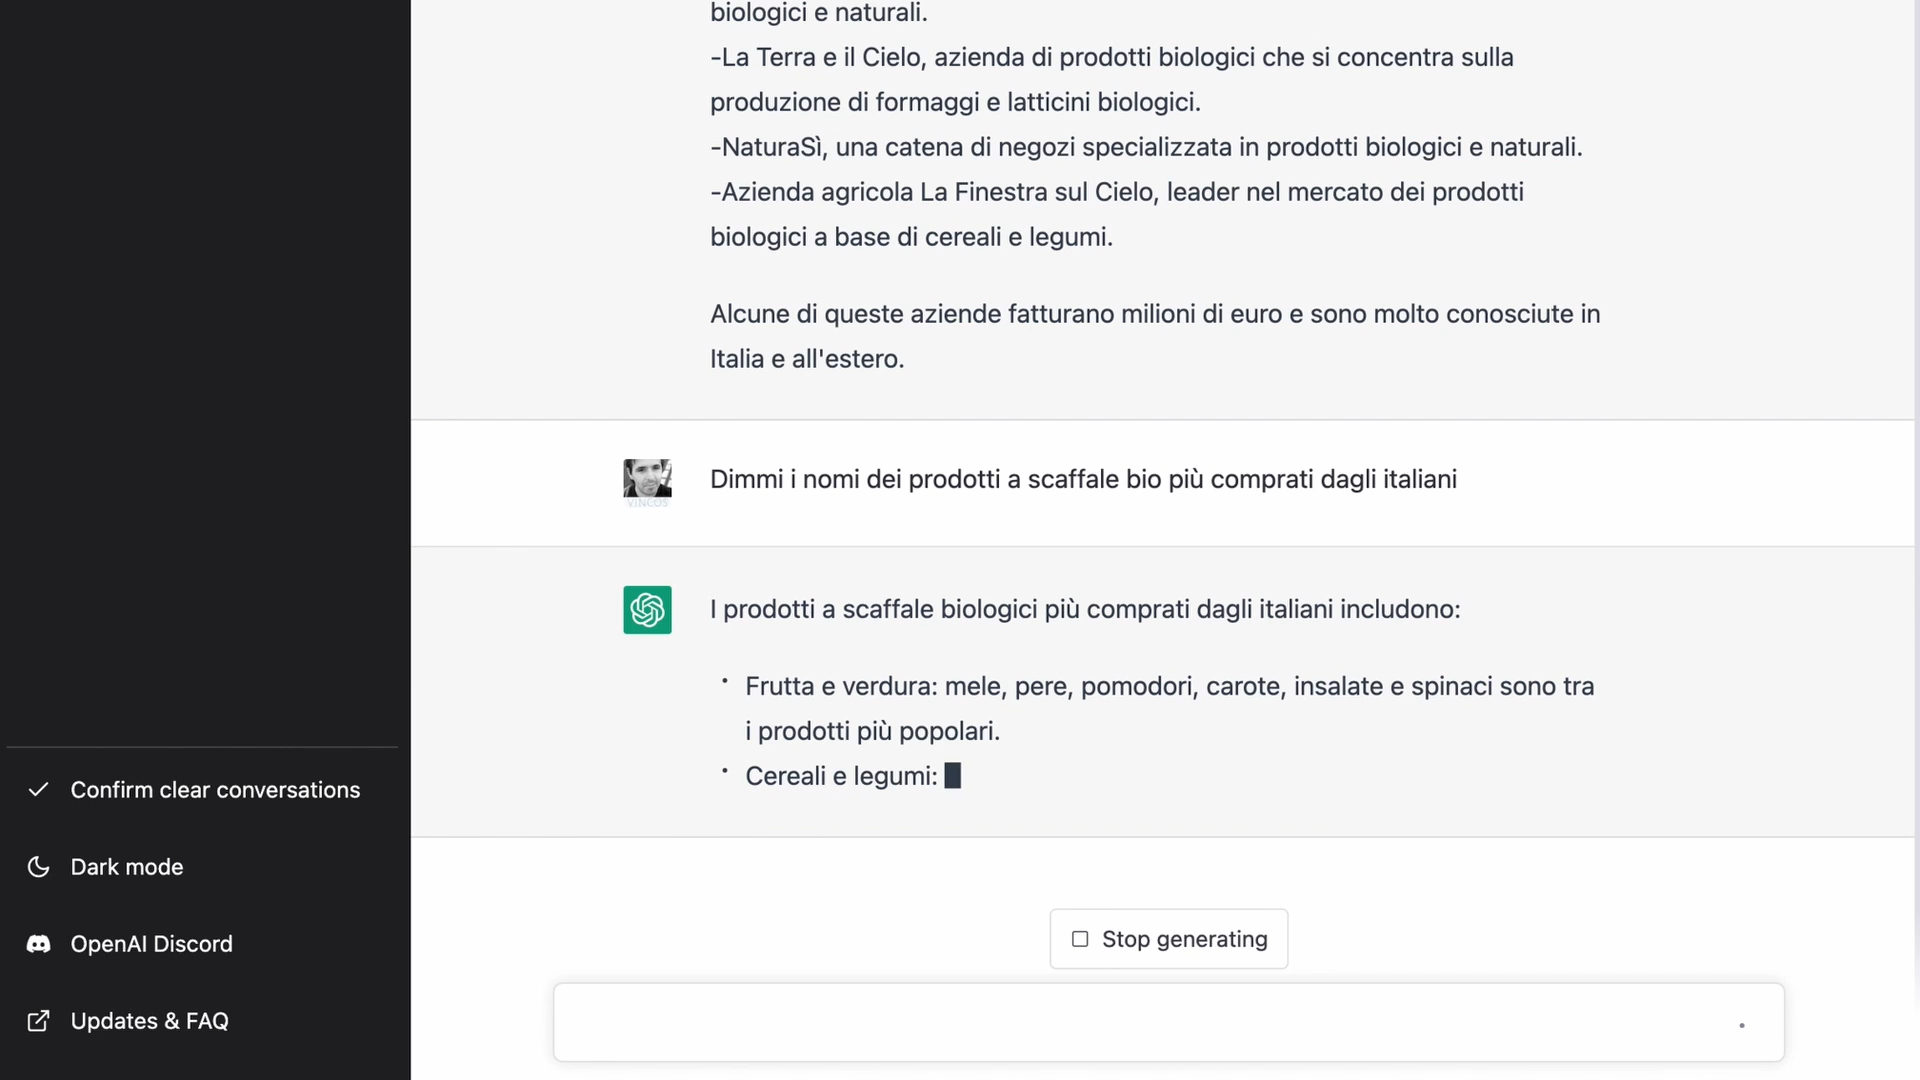 biologici e naturali.
-La Terra e il Cielo, azienda di prodotti biologici che si concentra sulla
produzione di formaggi e latticini biologici.
-NaturaSì, una catena di negozi specializzata in prodotti biologici e naturali.
-Azienda agricola La Finestra sul Cielo, leader nel mercato dei prodotti
biologici a base di cereali e legumi.
Alcune di queste aziende fatturano milioni di euro e sono molto conosciute in
Italia e all'estero.
VINCOS
Dimmi i nomi dei prodotti a scaffale bio più comprati dagli italiani
I prodotti a scaffale biologici più comprati dagli italiani includono:
• Frutta e verdura: mele, pere, pomodori, carote, insalate e spinaci sono tra
i prodotti più popolari.
• Cereali e legumi:
Confirm clear conversations
Dark mode
OpenAI Discord
Updates & FAQ
Stop generating